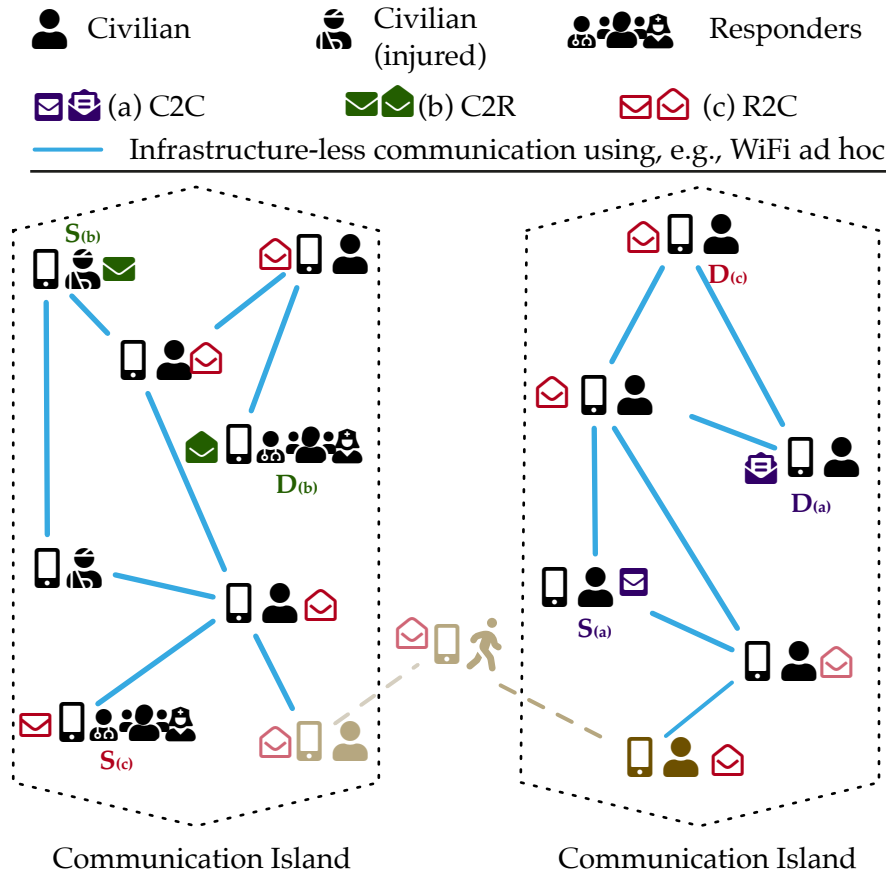 Civilian
Civilian
(injured)
Responders
(a) C2C
(b) C2R
(c) R2C
Infrastructure-less communication using, e.g., WiFi ad hoc
S(b)
D(b)
S(c)
D(c)
D(a)
S(a)
Communication Island
Communication Island